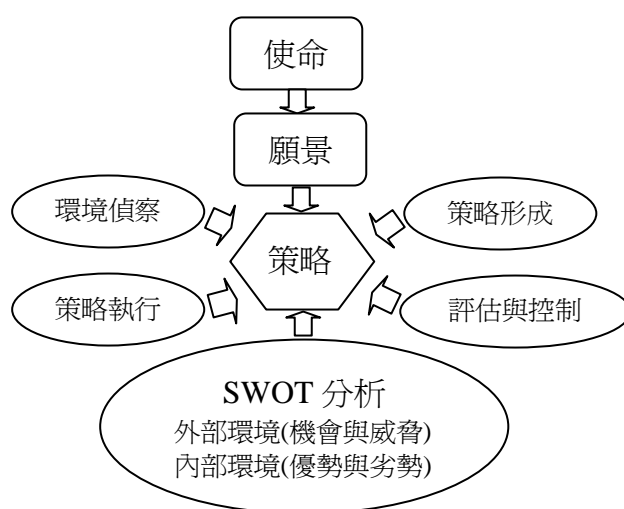 使命
願景
環境偵察
策略形成
策略
策略執行
評估與控制
SWOT 分析
外部環境(機會與威脅)
內部環境(優勢與劣勢)